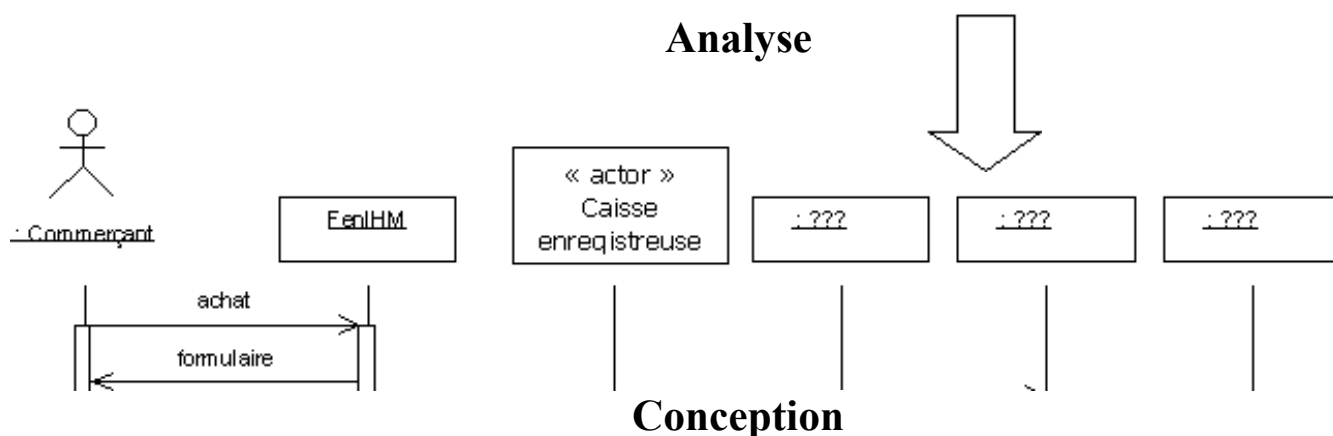 Analyse
« actor »
Caisse
enregistreuse
: Commerçant
FenIHM
: ???
: ???
: ???
achat
formulaire
Conception